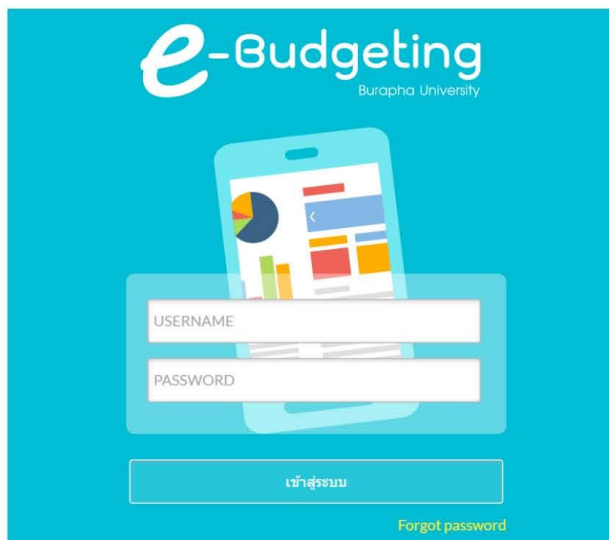 e-Budgeting
Burapha University
USERNAME
PASSWORD
เข้าสู่ระบบ
Forgot password